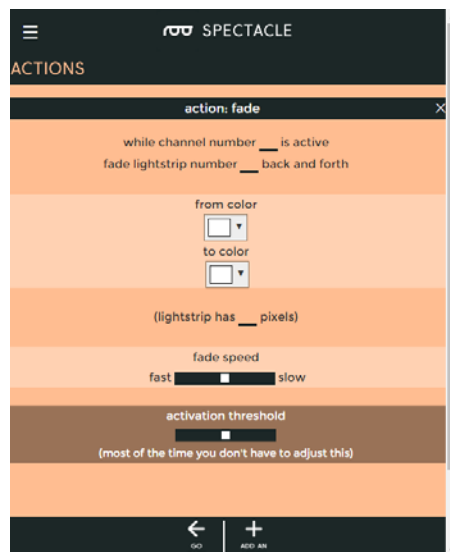 SPECTACLE
ACTIONS
action: fade
while channel number __ is active
fade lightstrip number __ back and forth
from color
to color
(lightstrip has __ pixels)
fade speed
fast slow
activation threshold
(most of the time you don't have to adjust this)
GO ADD AN